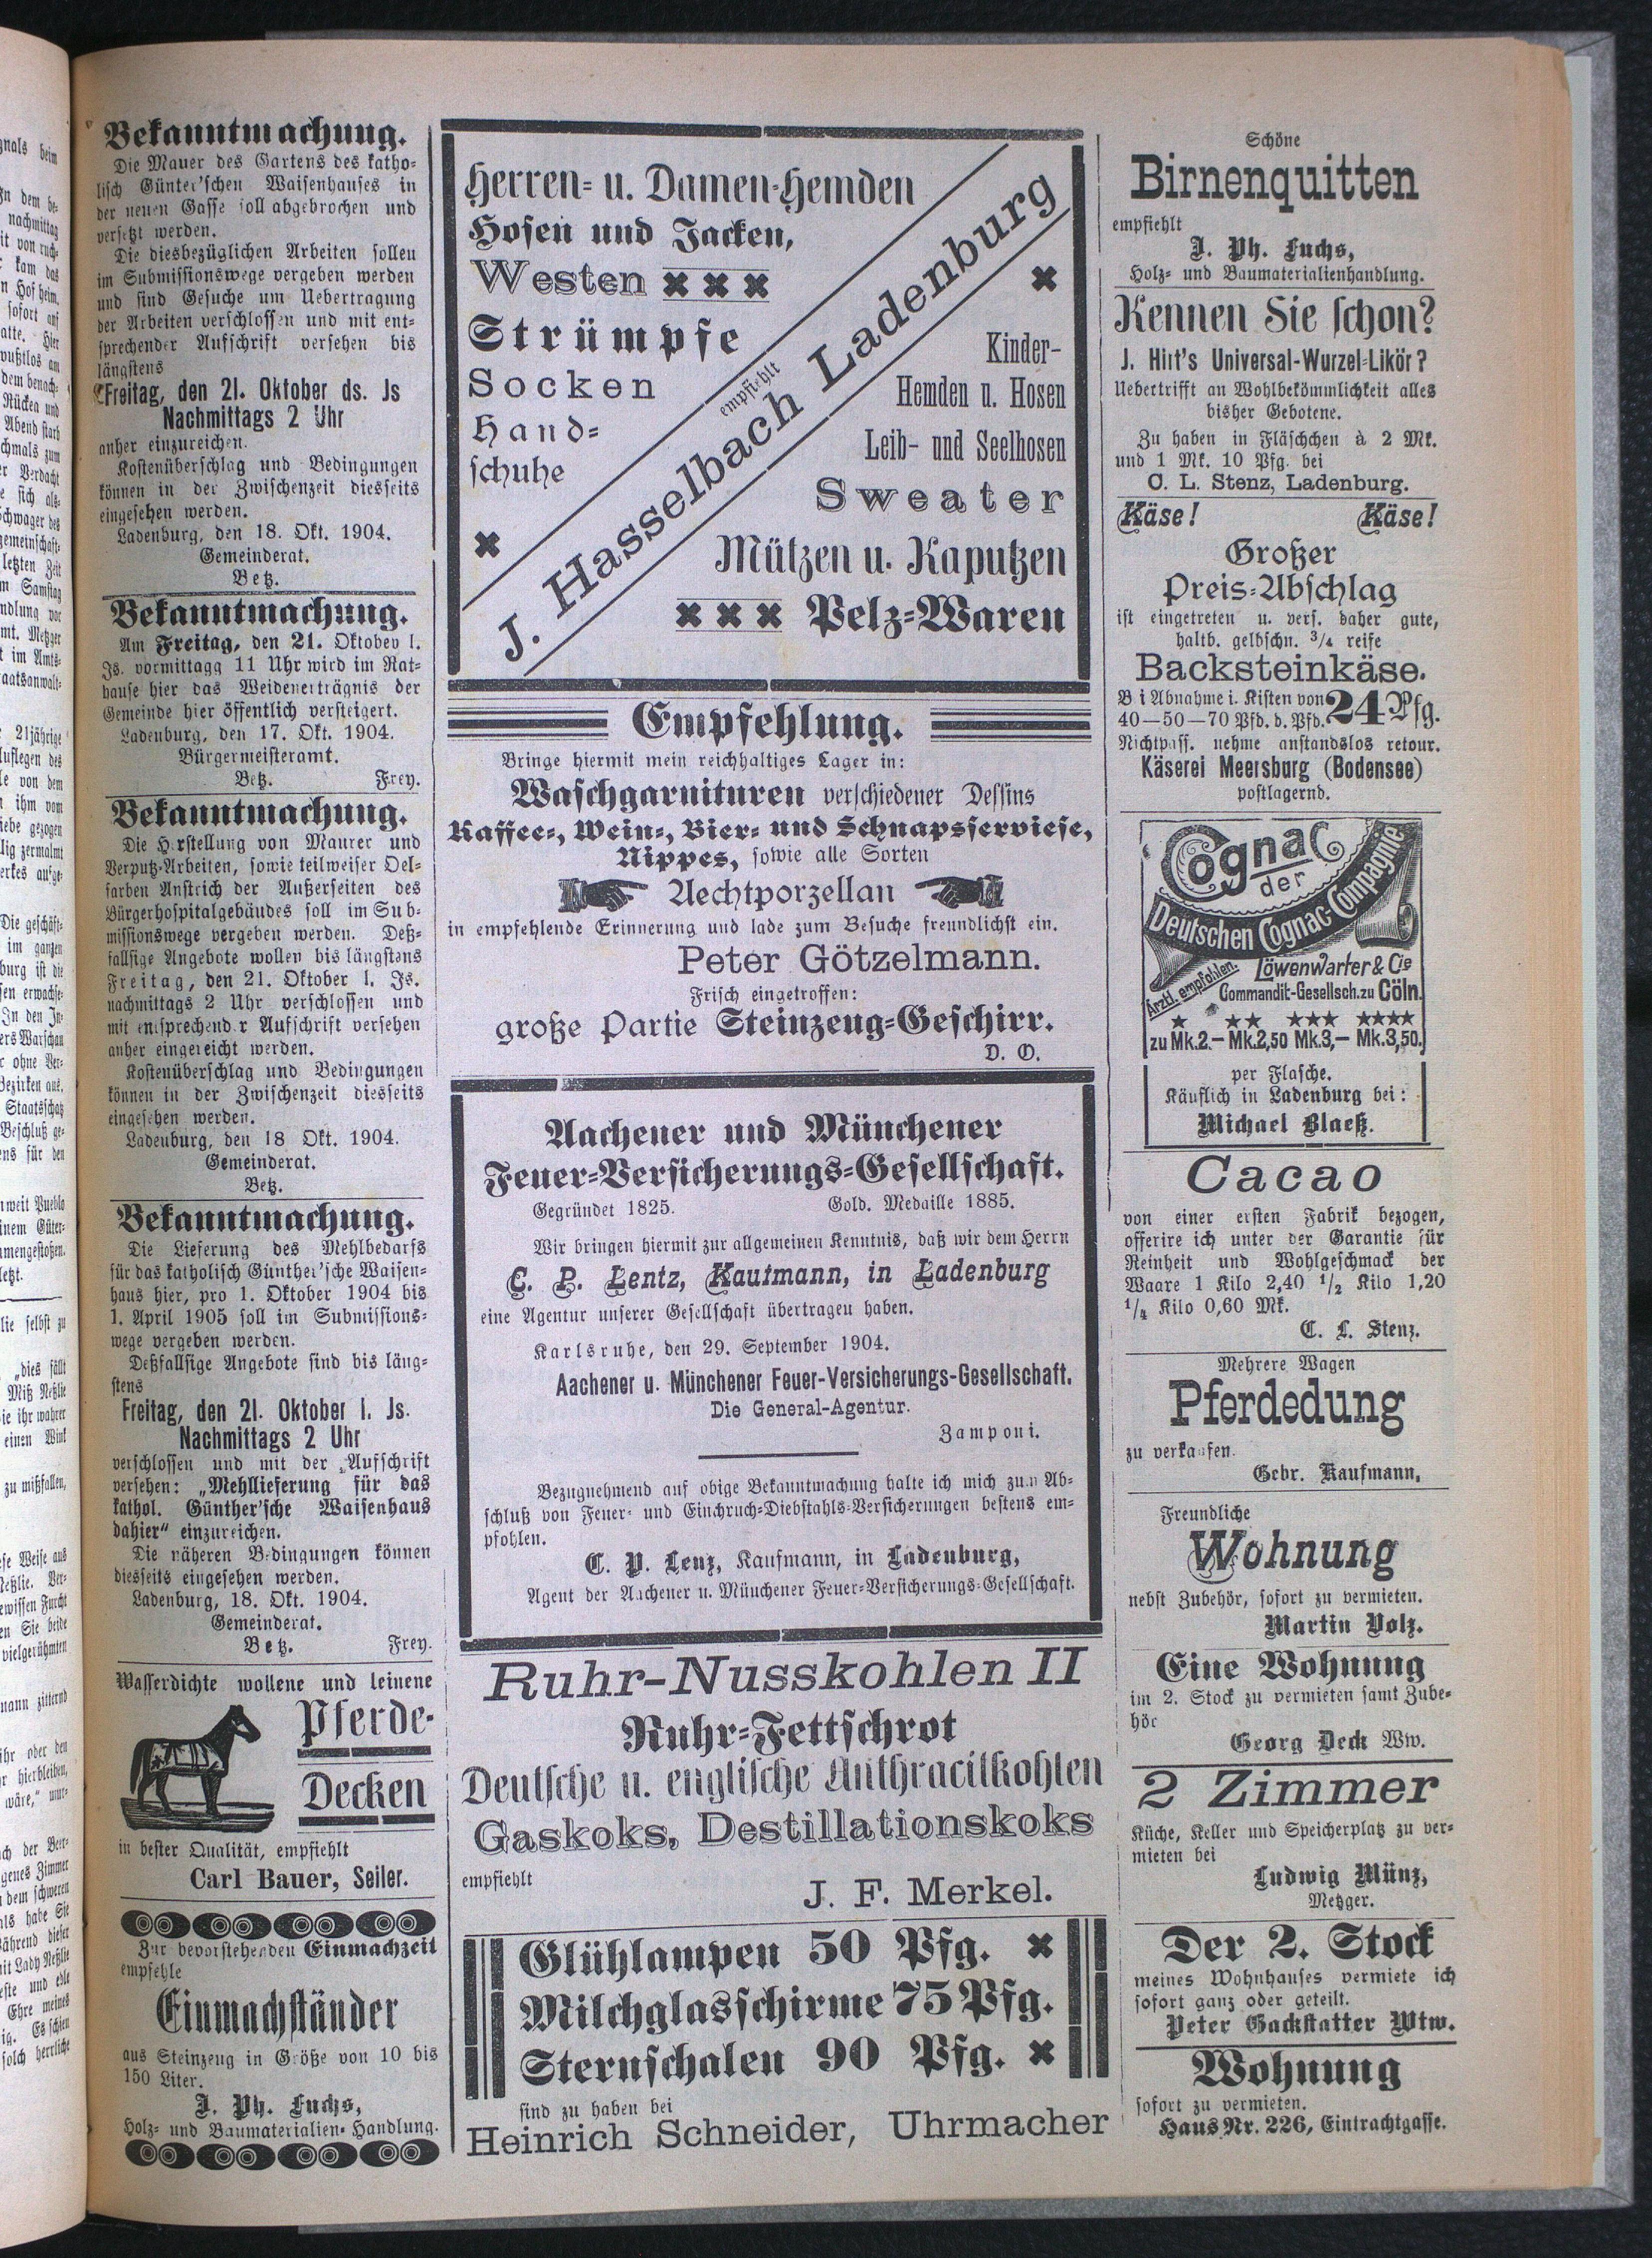 Bekanntmachung.
Die Mauer des Gartens des katho-
lisch Günter'schen Waisenhauses in
der neuen Gasse soll abgebrochen und
versetzt werden.
Die diesbezüglichen Arbeiten sollen
im Submissionswege vergeben werden
und sind Gesuche um Uebertragung
der Arbeiten verschlossen und mit ent-
sprechender Aufschrift versehen bis
längstens
Freitag, den 21. Oktober ds. Js
Nachmittags 2 Uhr
anher einzureichen.
Kostenüberschlag und Bedingungen
können in der Zwischenzeit diesseits
eingesehen werden.
Ladenburg, den 18. Okt. 1904.
Gemeinderat.
Betz.
Bekanntmachung.
Am Freitag, den 21. Oktobev l.
Js. vormittagg 11 Uhr wird im Rat-
hause hier das Weidenerträgnis der
Gemeinde hier öffentlich versteigert.
Ladenburg, den 17. Okt. 1904.
Bürgermeisteramt.
Betz. Frey.
Bekanntmachung.
Die H rstellung von Maurer und
Verputz-Arbeiten, sowie teilweiser Oel-
farben Anstrich der Außerseiten des
Bürgerhospitalgebäudes soll im Sub-
missionswege vergeben werden. Deß-
fallsige Angebote wollen bis längstens
Freitag, den 21. Oktober l. Js.
nachmittags 2 Uhr verschlossen und
mit entsprechend r Aufschrift versehen
anher eingereicht werden.
Kostenüberschlag und Bedingungen
können in der Zwischenzeit diesseits
eingesehen werden.
Ladenburg, den 18 Okt. 1904.
Gemeinderat.
Betz.
Bekanntmachung.
Die Lieferung des Mehlbedarfs
für das katholisch Günther'sche Waisen-
haus hier, pro 1. Oktober 1904 bis
1. April 1905 soll im Submissions-
wege vergeben werden.
Deßfallsige Angebote sind bis läng-
stens
Freitag, den 21. Oktober l. Js.
Nachmittags 2 Uhr
verschlossen und mit der Aufschrift
versehen: „Mehllieferung für das
kathol. Günther'sche Waisenhaus
dahier“ einzureichen.
Die näheren Bedingungen können
diesseits eingesehen werden.
Ladenburg, 18. Okt. 1904.
Gemeinderat.
Betz. Frey.
Wasserdichte wollene und leinene
Pferde-
Decken
in bester Qualität, empfiehlt
Carl Bauer, Seiler.
Zur bevorstehenden Einmachzeit
empfehle
Einmachständer
aus Steinzeug in Größe von 10 bis
150 Liter.
J. Ph. Fuchs,
Holz- und Baumaterialien-Handlung.
Herren- u. Damen-Hemden
Hosen und Jacken,
Westen
Strümpfe
Socken
Hand-
schuhe
empfiehlt
J. Hasselbach Ladenburg
Kinder-
Hemden u. Hosen
Leib- und Seelhosen
Sweater
Mützen u. Kaputzen
Pelz-Waren
Empfehlung.
Bringe hiermit mein reichhaltiges Lager in:
Waschgarnituren verschiedener Dessins
Kaffee-, Wein-, Bier- und Schnapsserviese,
Nippes, sowie alle Sorten
Aechtporzellan
in empfehlende Erinnerung und lade zum Besuche freundlichst ein.
Peter Götzelmann.
Frisch eingetroffen:
große Partie Steinzeug-Geschirr.
D. O.
Aachener und Münchener
Feuer-Versicherungs-Gesellschaft.
Gegründet 1825. Gold. Medaille 1885.
Wir bringen hiermit zur allgemeinen Kenntnis, daß wir dem Herrn
C. P. Lentz, Kaufmann, in Ladenburg
eine Agentur unserer Gesellschaft übertragen haben.
Karlsruhe, den 29. September 1904.
Aachener u. Münchener Feuer-Versicherungs-Gesellschaft.
Die General-Agentur.
Zamponi.
Bezugnehmend auf obige Bekanntmachung halte ich mich zum Ab-
schluß von Feuer- und Einchruch-Diebstahls-Versicherungen bestens em-
pfohlen.
C. P. Lenz, Kaufmann, in Ladenburg,
Agent der Aachener u. Münchener Feuer-Versicherungs-Gesellschaft.
Ruhr-Nusskohlen II
Ruhr-Fettschrot
Deutsche u. englische Anthracitkohlen
Gaskoks, Destillationskoks
empfiehlt
J. F. Merkel.
Glühlampen 50 Pfg.
Milchglasschirme 75 Pfg.
Sternschalen 90 Pfg.
sind zu haben bei
Heinrich Schneider, Uhrmacher
Schöne
Birnenquitten
empfiehlt
J. Ph. Fuchs,
Holz- und Baumaterialienhandlung.
Kennen Sie schon?
J. Hirt's Universal-Wurzel-Likör?
Uebertrifft an Wohlbekömmlichkeit alles
bisher Gebotene.
Zu haben in Fläschchen à 2 Mk.
und 1 Mk. 10 Pfg. bei
C. L. Stenz, Ladenburg.
Käse! Käse!
Großer
Preis-Abschlag
ist eingetreten u. vers. daher gute,
haltb. gelbschn. 3/4 reife
Backsteinkäse.
B i Abnahme i. Kisten von
40—50—70 Pfd. d. Pfd. 24 Pfg.
Nichtpass. nehme anstandslos retour.
Käserei Meersburg (Bodensee)
postlagernd.
Cognac
der
Deutschen Cognac-Compagnie
Ärztl. empfohlen.
Löwenwarter & Cie
Commandit-Gesellsch. zu Cöln.
★ ★★ ★★★ ★★★★
zu Mk.2.– Mk.2,50 Mk.3,– Mk.3,50.
per Flasche.
Käuflich in Ladenburg bei:
Michael Blaeß.
Cacao
von einer ersten Fabrik bezogen,
offerire ich unter der Garantie für
Reinheit und Wohlgeschmack der
Waare 1 Kilo 2,40 1/2 Kilo 1,20
1/4 Kilo 0,60 Mk.
C. L. Stenz.
Mehrere Wagen
Pferdedung
zu verkaufen.
Gebr. Kaufmann,
Freundliche
Wohnung
nebst Zubehör, sofort zu vermieten.
Martin Volz.
Eine Wohnung
im 2. Stock zu vermieten samt Zube-
hör
Georg Deck Ww.
2 Zimmer
Küche, Keller und Speicherplatz zu ver-
mieten bei
Ludwig Münz,
Metzger.
Der 2. Stock
meines Wohnhauses vermiete ich
sofort ganz oder geteilt.
Peter Gackstatter Wtw.
Wohnung
sofort zu vermieten.
Haus Nr. 226, Eintrachtgasse.